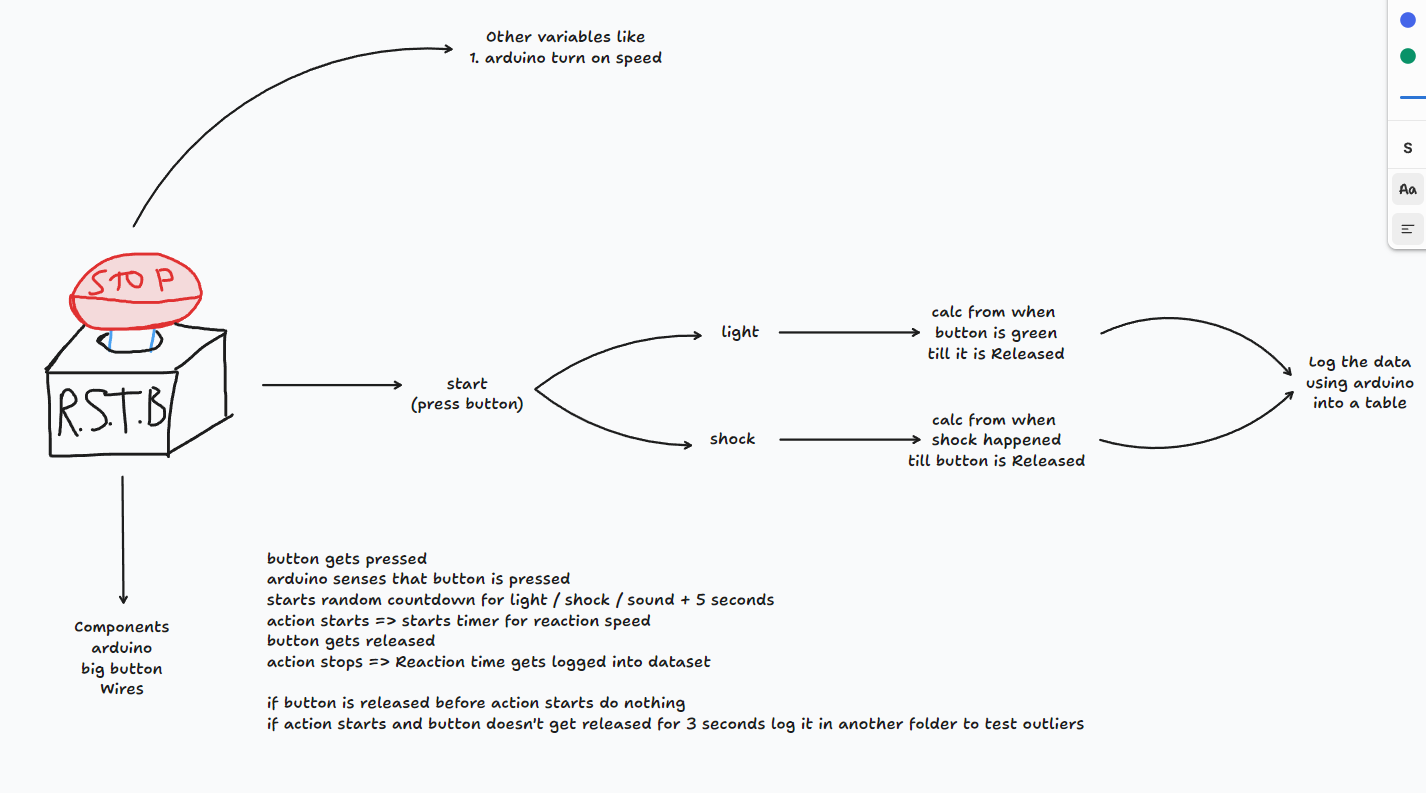 Other variables like
1. arduino turn on speed
S
Aa
STOP
R.S.T.B
start
(press button)
light
calc from when
button is green
till it is Released
shock
calc from when
shock happened
till button is Released
Log the data
using arduino
into a table
Components
arduino
big button
Wires
button gets pressed
arduino senses that button is pressed
starts random countdown for light / shock / sound + 5 seconds
action starts => starts timer for reaction speed
button gets released
action stops => Reaction time gets logged into dataset
if button is released before action starts do nothing
if action starts and button doesn't get released for 3 seconds log it in another folder to test outliers